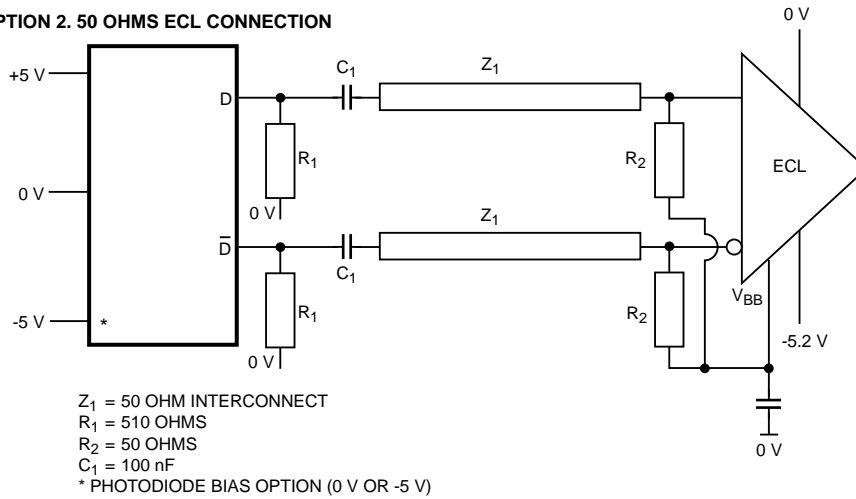 PTION 2. 50 OHMS ECL CONNECTION
0 V
+5 V
C1
Z1
D
R1
R2
ECL
0 V
0 V
Z1
D̅
C1
VBB
R1
R2
-5 V
*
-5.2 V
0 V
Z1 = 50 OHM INTERCONNECT
R1 = 510 OHMS
R2 = 50 OHMS
C1 = 100 nF
0 V
* PHOTODIODE BIAS OPTION (0 V OR -5 V)